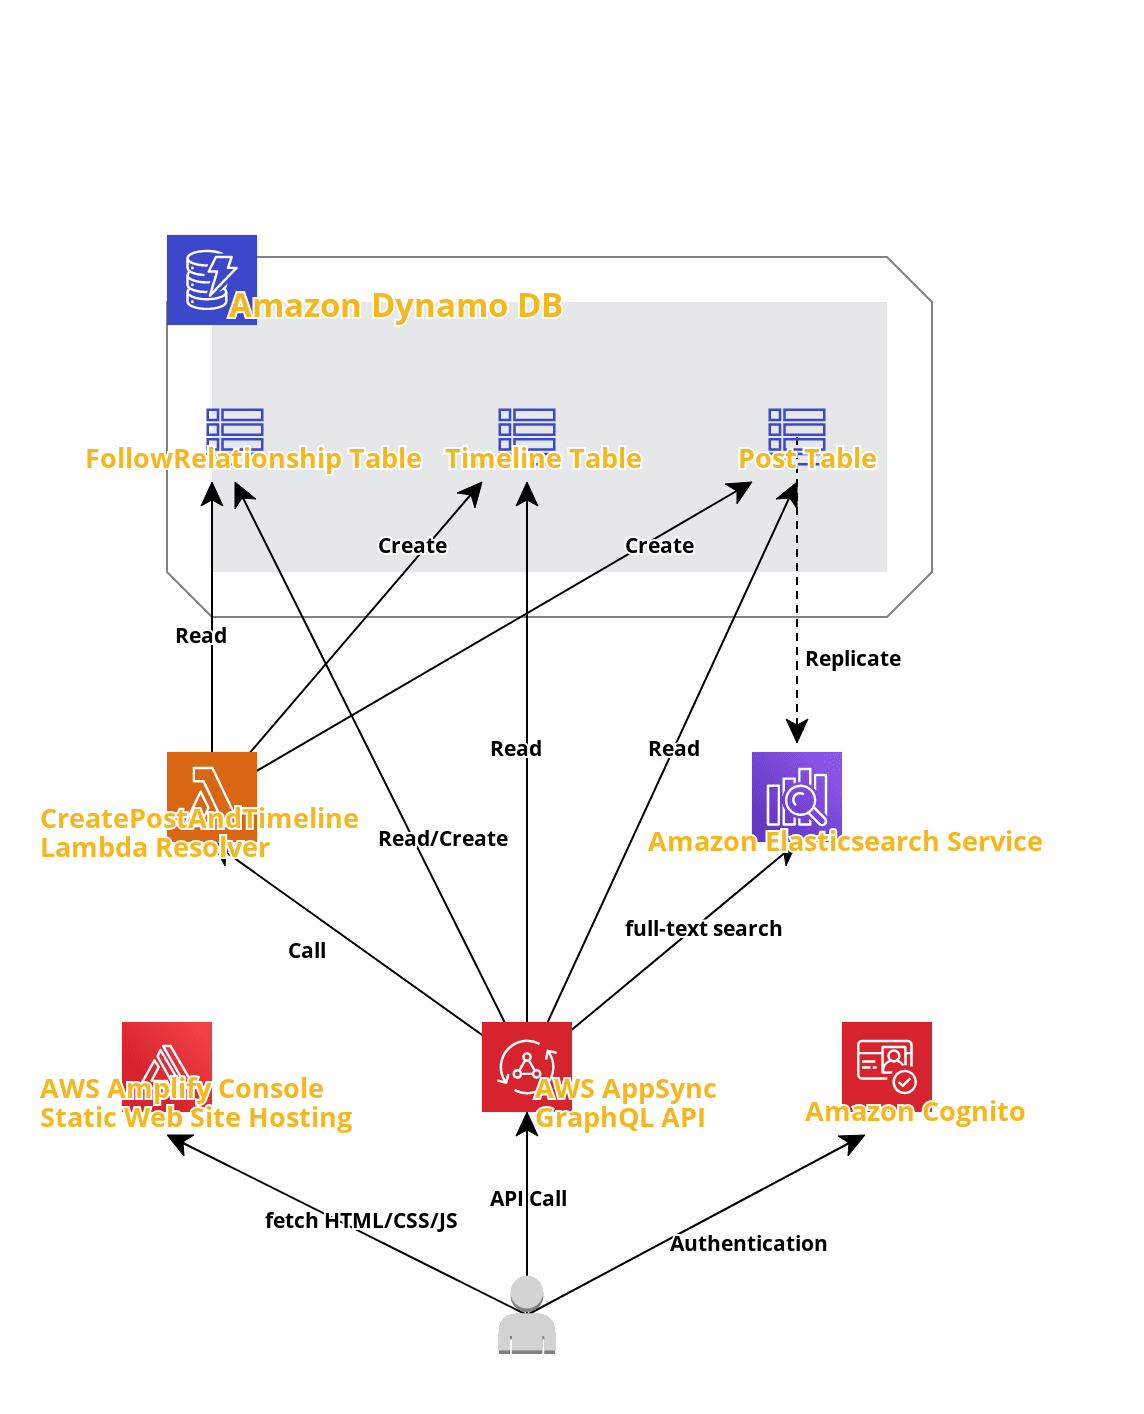 Amazon Dynamo DB
FollowRelationship Table
Timeline Table
Post Table
Create
Create
Read
Replicate
Read
Read
CreatePostAndTimeline
Lambda Resolver
Read/Create
Amazon Elasticsearch Service
full-text search
Call
AWS Amplify Console
Static Web Site Hosting
AWS AppSync
GraphQL API
Amazon Cognito
API Call
fetch HTML/CSS/JS
Authentication